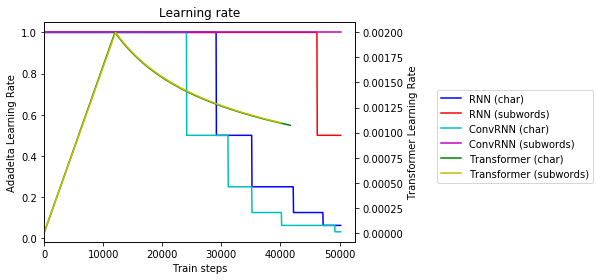 Learning rate
Adadelta Learning Rate
1.0
0.8
0.6
0.4
0.2
0.0
0
10000
20000
30000
40000
50000
Train steps
0.00200
0.00175
0.00150
0.00125
0.00100
0.00075
0.00050
0.00025
0.00000
Transformer Learning Rate
RNN (char)
RNN (subwords)
ConvRNN (char)
ConvRNN (subwords)
Transformer (char)
Transformer (subwords)